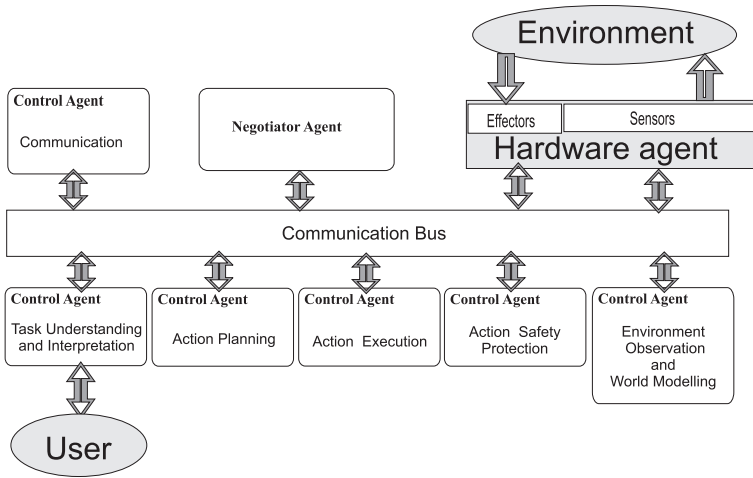 Environment
Control Agent
Communication
Negotiator Agent
Effectors
Sensors
Hardware agent
Communication Bus
Control Agent
Task Understanding
and Interpretation
Control Agent
Action Planning
Control Agent
Action Execution
Control Agent
Action Safety
Protection
Control Agent
Environment
Observation
and
World Modelling
User